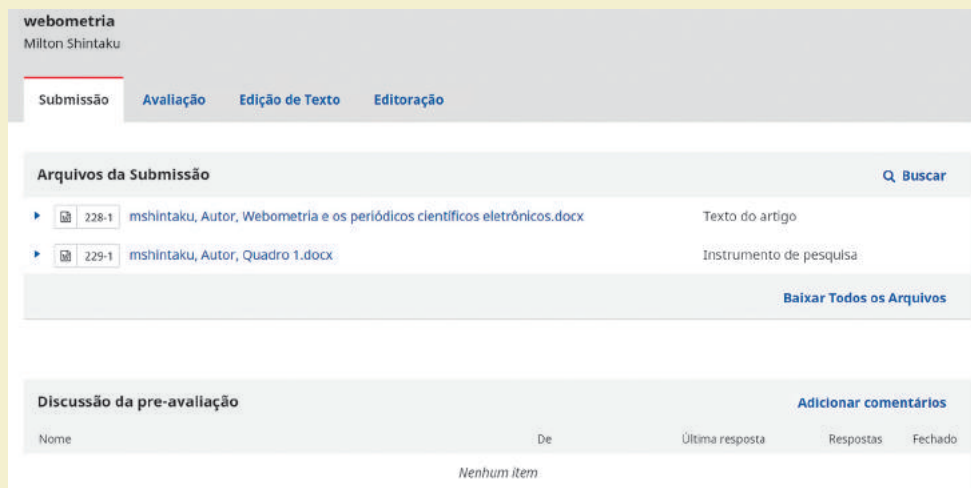 webometria
Milton Shintaku
Submissão Avaliação Edição de Texto Editoração
Arquivos da Submissão Buscar
228-1 mshintaku, Autor, Webometria e os periódicos científicos eletrônicos.docx Texto do artigo
229-1 mshintaku, Autor, Quadro 1.docx Instrumento de pesquisa
Baixar Todos os Arquivos
Discussão da pre-avaliação Adicionar comentários
Nome De Última resposta Respostas Fechado
Nenhum item